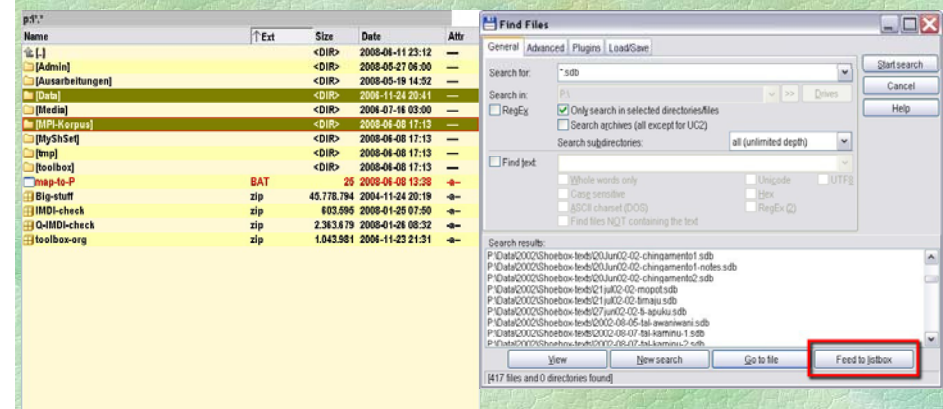 p:\*.*
Name ↑Ext Size Date Attr
[..] <DIR> 2008-06-11 23:12 —
[Admin] <DIR> 2008-05-27 06:00 —
[Ausarbeitungen] <DIR> 2008-05-19 14:52 —
[Data] <DIR> 2006-11-24 20:41 —
[Media] <DIR> 2006-07-16 03:00 —
[MPI-Korpus] <DIR> 2008-06-08 17:13 —
[MyShSet] <DIR> 2008-06-08 17:13 —
[tmp] <DIR> 2008-06-08 17:13 —
[toolbox] <DIR> 2008-06-08 17:13 —
map-to-P BAT 25 2008-06-08 13:38 -a--
Big-stuff zip 45.778.794 2004-11-24 20:19 -a--
IMDI-check zip 603.595 2008-01-25 07:50 -a--
Q-IMDI-check zip 2.363.679 2008-01-26 08:32 -a--
toolbox-org zip 1.043.981 2006-11-23 21:31 -a--
Find Files
General Advanced Plugins Load/Save
Search for: *.sdb
Start search
Search in: P:\ >> Drives
Cancel
RegEx Only search in selected directories/files
Help
Search archives (all except for UC2)
Search subdirectories: all (unlimited depth)
Find text:
Whole words only Unicode UTF8
Case sensitive Hex
ASCII charset (DOS) RegEx (2)
Find files NOT containing the text
Search results:
P:\Data\2002\Shoebox-texts\20Jun02-02-chingamento1.sdb
P:\Data\2002\Shoebox-texts\20Jun02-02-chingamento1-notes.sdb
P:\Data\2002\Shoebox-texts\20Jun02-02-chingamento2.sdb
P:\Data\2002\Shoebox-texts\21jul02-02-mopot.sdb
P:\Data\2002\Shoebox-texts\21jul02-02-timaju.sdb
P:\Data\2002\Shoebox-texts\27jun02-02-ti-apuku.sdb
P:\Data\2002\Shoebox-texts\2002-08-05-tal-awaniwani.sdb
P:\Data\2002\Shoebox-texts\2002-08-07-tal-kaminu-1.sdb
P:\Data\2002\Shoebox-texts\2002-08-07-tal-kaminu-2.sdb
View New search Go to file Feed to listbox
[417 files and 0 directories found]